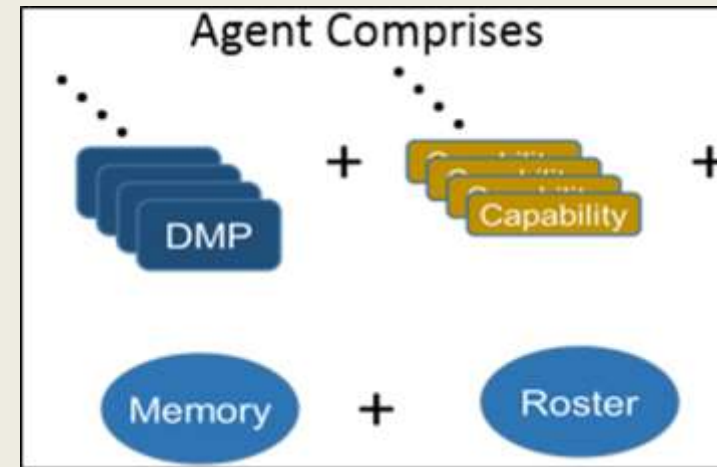 Agent Comprises
DMP
+
Capability
+
Memory
+
Roster